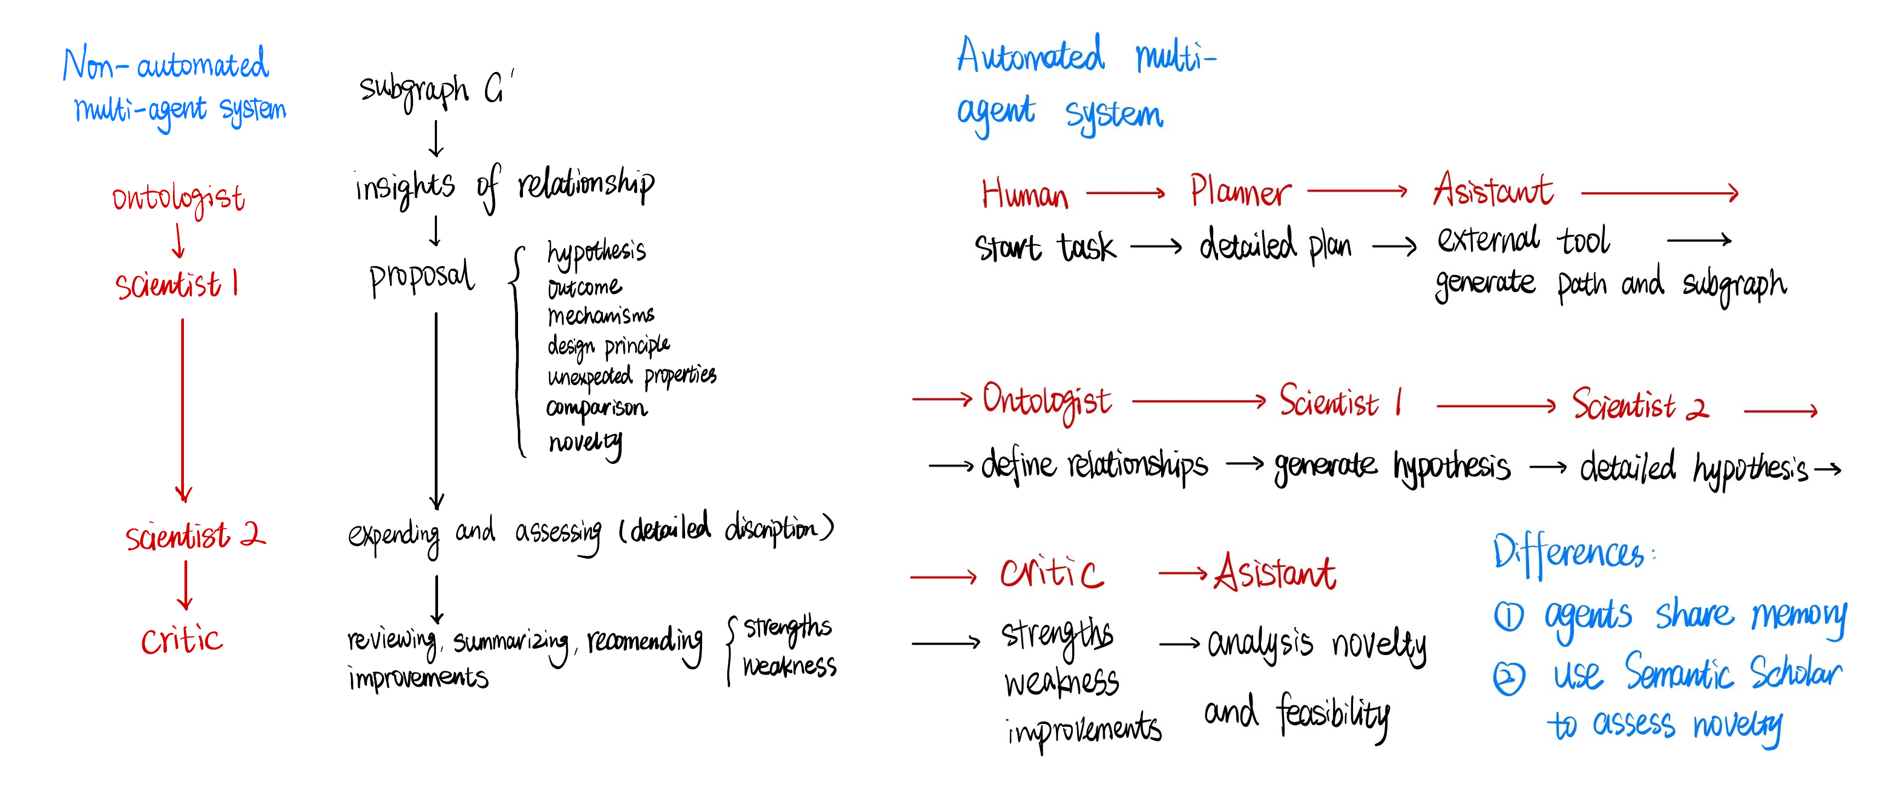 Non-automated
multi-agent system
subgraph G'
ontologist
insights of relationship
scientist 1
proposal
hypothesis
outcome
mechanisms
design principle
unexpected properties
comparison
novelty
scientist 2
expending and assessing (detailed discription)
critic
reviewing, summarizing, recomending
improvements
strengths
weakness
Automated multi-
agent system
Human → Planner → Asistant →
start task → detailed plan → external tool →
generate path and subgraph
→ Ontologist → Scientist 1 → Scientist 2 →
→ define relationships → generate hypothesis → detailed hypothesis →
→ critic → Asistant
→ strengths → analysis novelty
weakness and feasibility
improvements
Differences:
① agents share memory
② use Semantic Scholar
to assess novelty